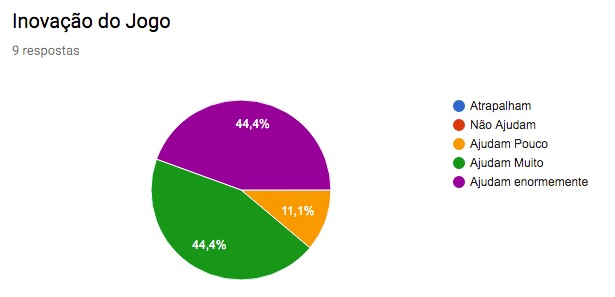 Inovação do Jogo
9 respostas
44,4%
11,1%
44,4%
Atrapalham
Não Ajudam
Ajudam Pouco
Ajudam Muito
Ajudam enormemente